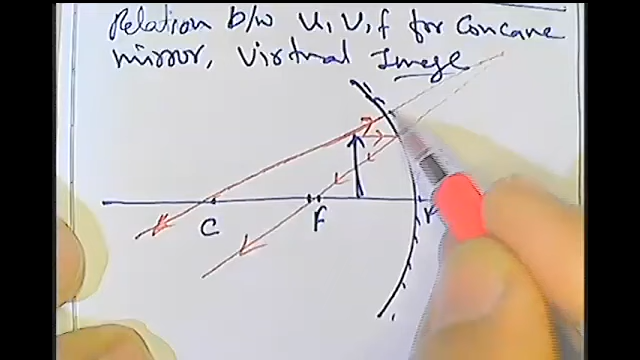 Relation b/w u, v, f for Concave
mirror, Virtual Image
C
F